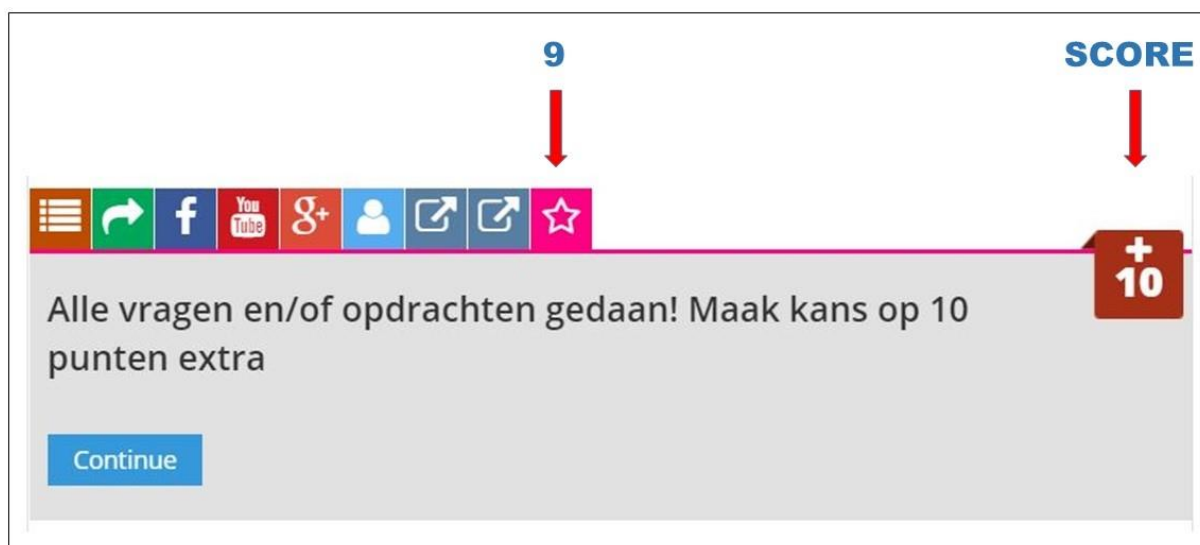 9
SCORE
f You Tube g+
+
10
Alle vragen en/of opdrachten gedaan! Maak kans op 10
punten extra
Continue